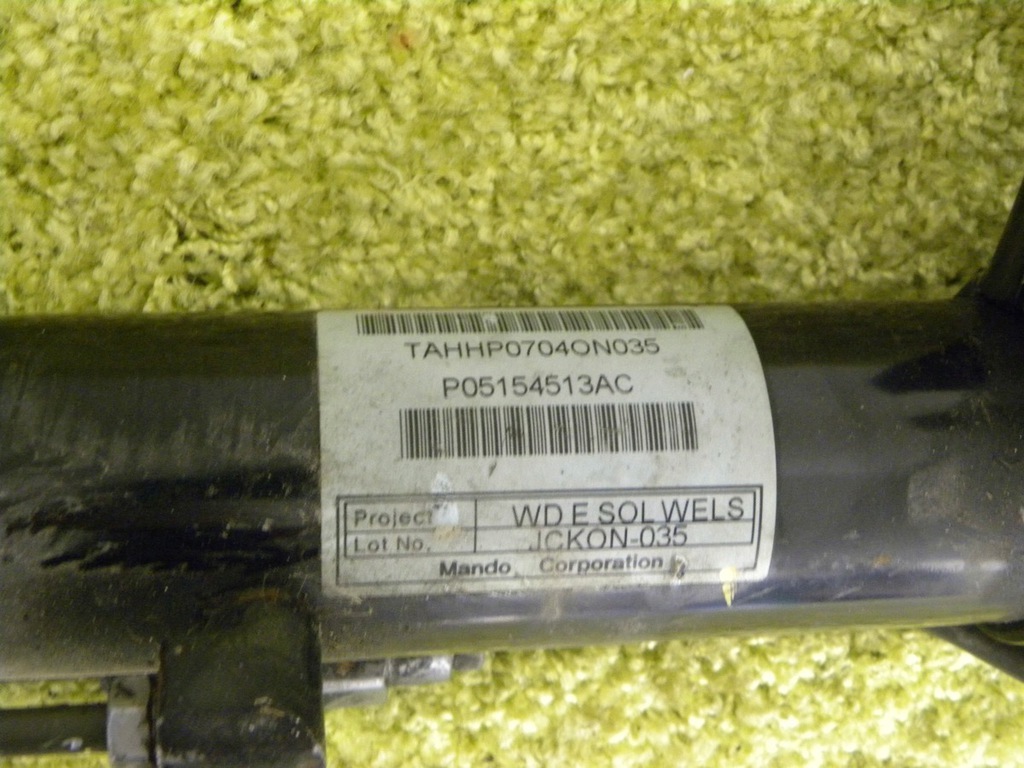 TAHHP0704ON035
P05154513AC
Project WD E SOL WELS
Lot No. JCKON-035
Mando Corporation